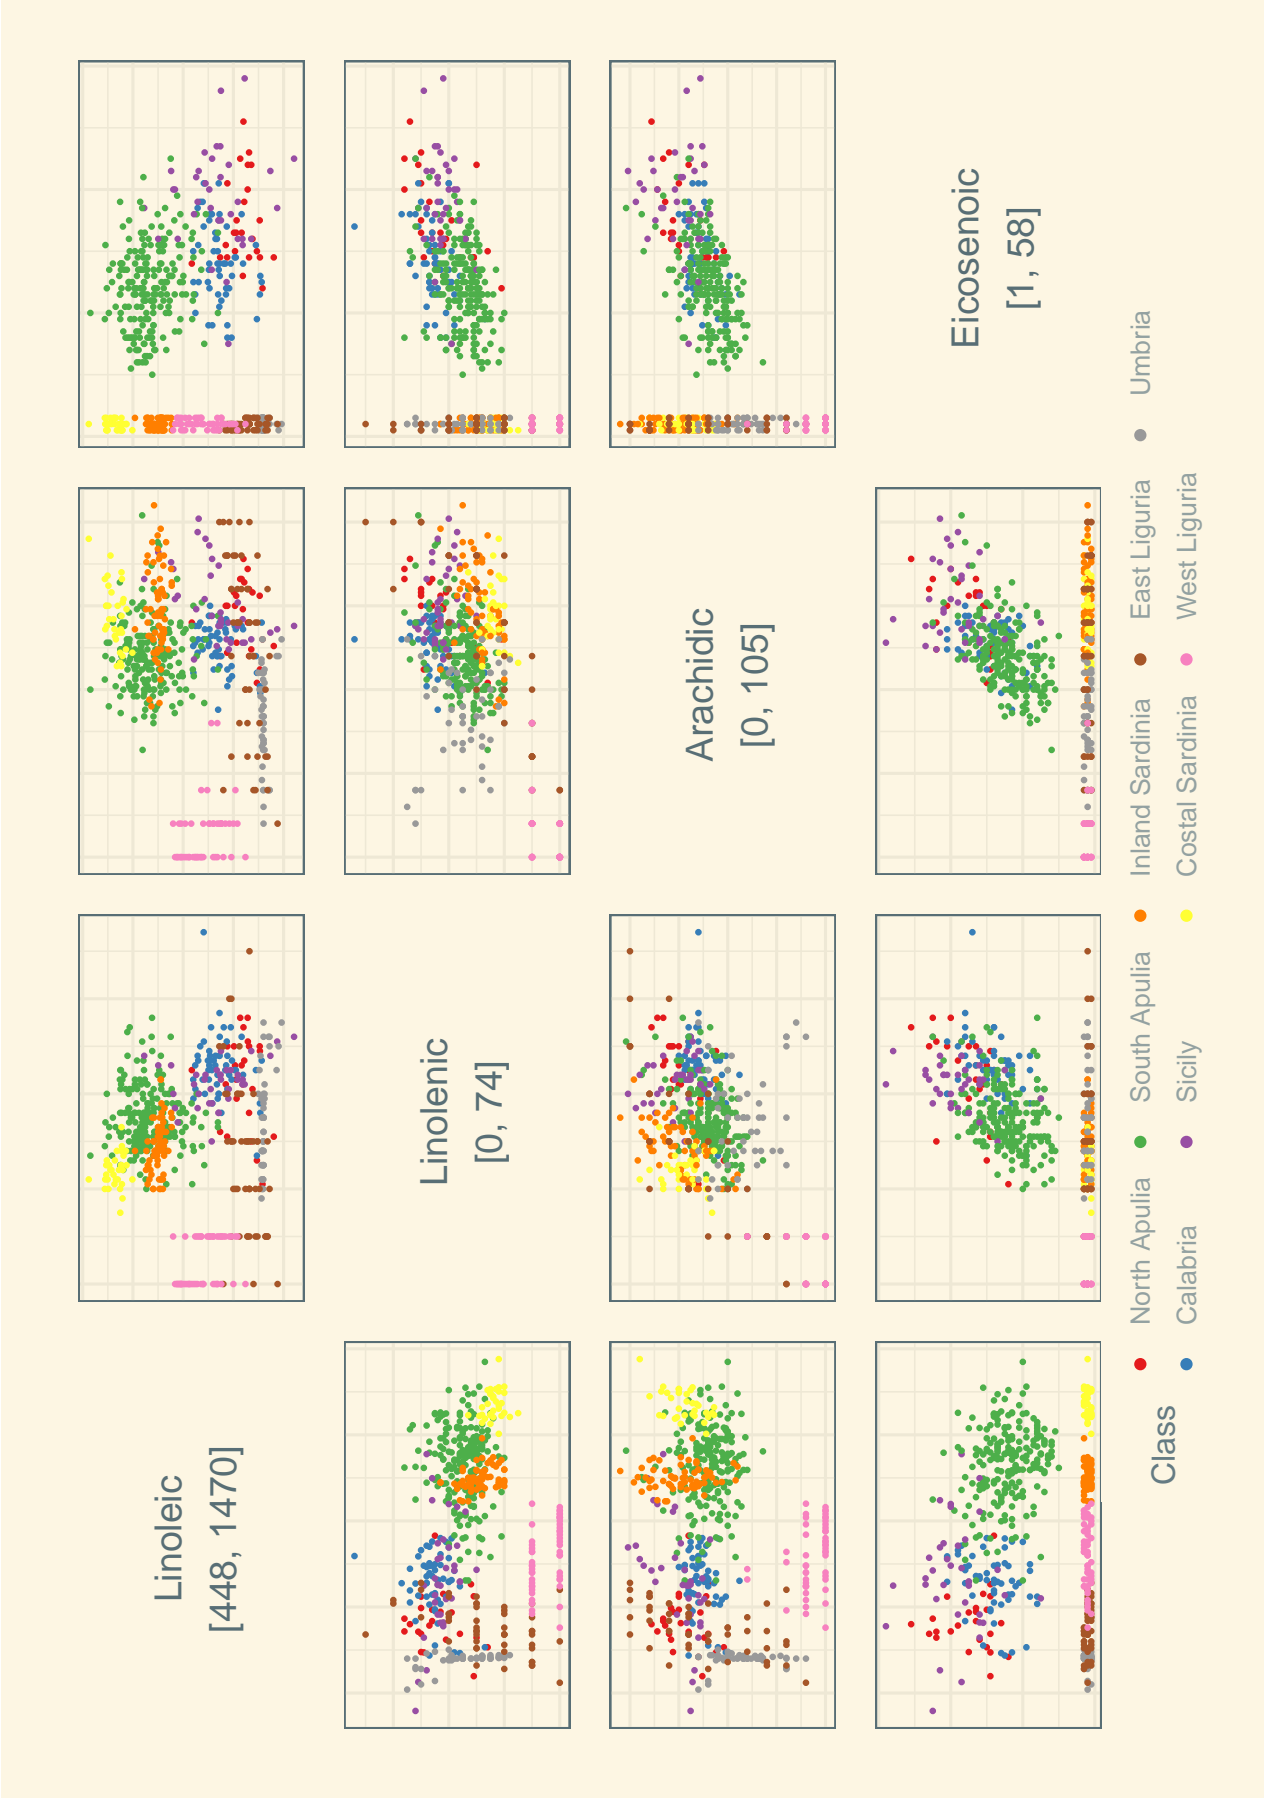 Linoleic
[448, 1470]
Linolenic
[0, 74]
Arachidic
[0, 105]
Eicosenoic
[1, 58]
Class
North Apulia
South Apulia
Inland Sardinia
East Liguria
Umbria
Calabria
Sicily
Costal Sardinia
West Liguria